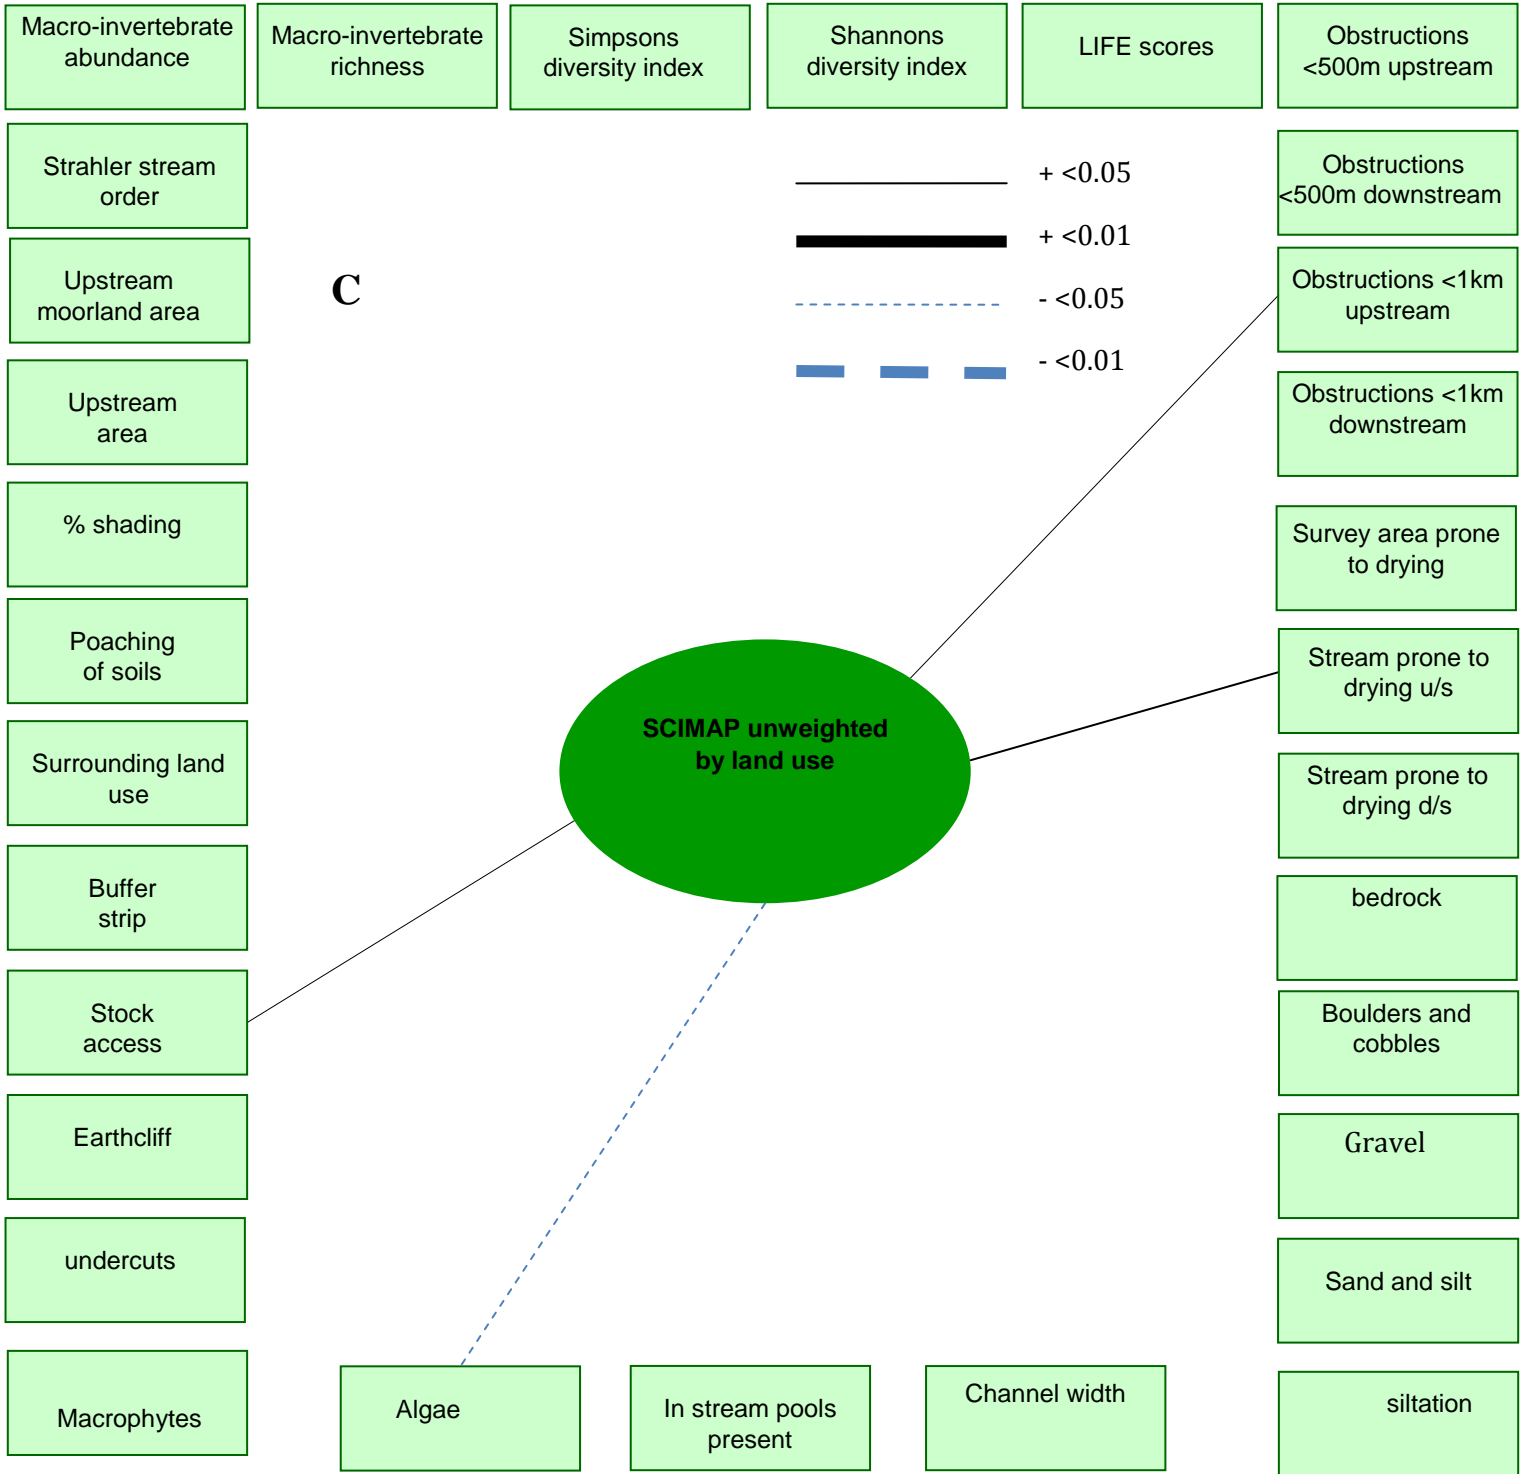 Macro-invertebrate
abundance
Macro-invertebrate
richness
Simpsons
diversity index
Shannons
diversity index
LIFE scores
Obstructions
<500m upstream
Strahler stream
order
+ <0.05
Obstructions
<500m downstream
+ <0.01
Upstream
moorland area
C
- <0.05
Obstructions <1km
upstream
- <0.01
Upstream
area
Obstructions <1km
downstream
% shading
Survey area prone
to drying
Poaching
of soils
Stream prone to
drying u/s
SCIMAP unweighted
by land use
Surrounding land
use
Stream prone to
drying d/s
Buffer
strip
bedrock
Stock
access
Boulders and
cobbles
Earthcliff
Gravel
undercuts
Sand and silt
Macrophytes
Algae
In stream pools
present
Channel width
siltation